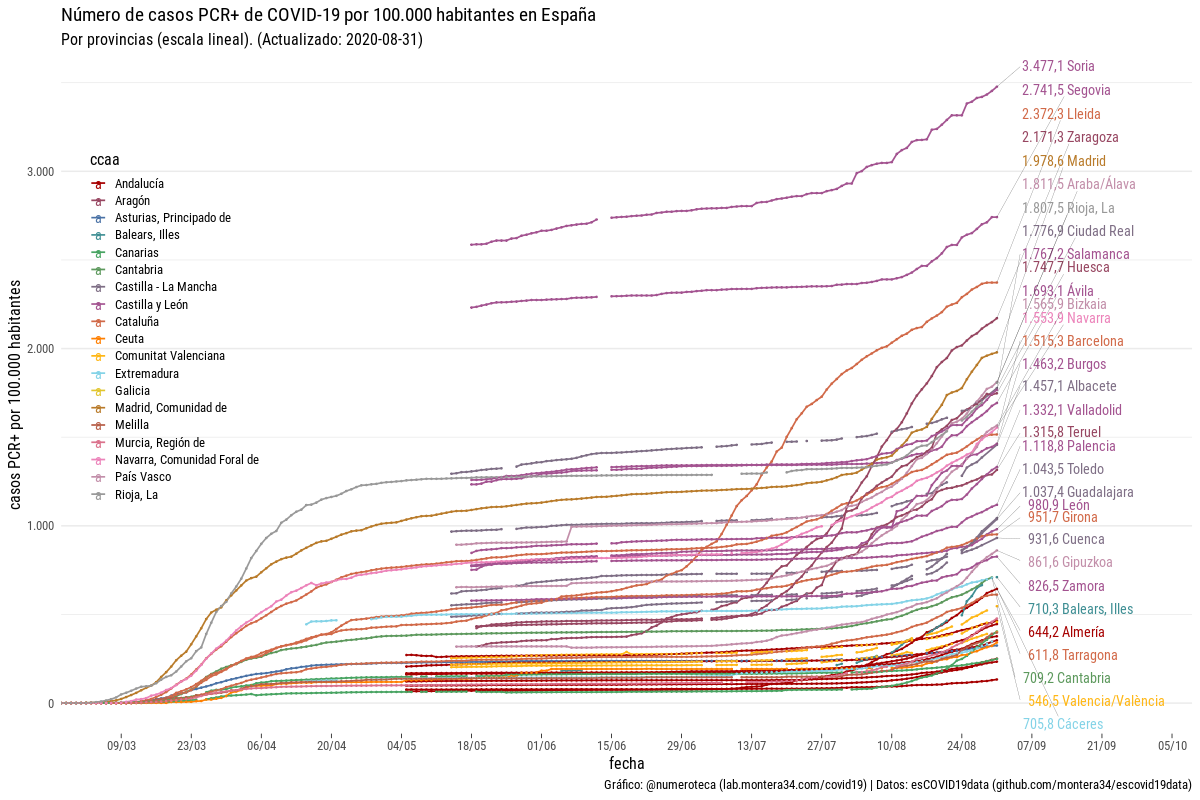 Número de casos PCR+ de COVID-19 por 100.000 habitantes en España
Por provincias (escala lineal). (Actualizado: 2020-08-31)
casos PCR+ por 100.000 habitantes
3.000
2.000
1.000
0
ccaa
Andalucía
Aragón
Asturias, Principado de
Balears, Illes
Canarias
Cantabria
Castilla - La Mancha
Castilla y León
Cataluña
Ceuta
Comunitat Valenciana
Extremadura
Galicia
Madrid, Comunidad de
Melilla
Murcia, Región de
Navarra, Comunidad Foral de
País Vasco
Rioja, La
3.477,1 Soria
2.741,5 Segovia
2.372,3 Lleida
2.171,3 Zaragoza
1.978,6 Madrid
1.811,5 Araba/Álava
1.807,5 Rioja, La
1.776,9 Ciudad Real
1.767,2 Salamanca
1.747,7 Huesca
1.693,1 Ávila
1.565,9 Bizkaia
1.553,9 Navarra
1.515,3 Barcelona
1.463,2 Burgos
1.457,1 Albacete
1.332,1 Valladolid
1.315,8 Teruel
1.118,8 Palencia
1.043,5 Toledo
1.037,4 Guadalajara
980,9 León
951,7 Girona
931,6 Cuenca
861,6 Gipuzkoa
826,5 Zamora
710,3 Balears, Illes
644,2 Almería
611,8 Tarragona
709,2 Cantabria
546,5 Valencia/València
705,8 Cáceres
09/03 23/03 06/04 20/04 04/05 18/05 01/06 15/06 29/06 13/07 27/07 10/08 24/08 07/09 21/09 05/10
fecha
Gráfico: @numeroteca (lab.montera34.com/covid19) | Datos: esCOVID19data (github.com/montera34/escovid19data)